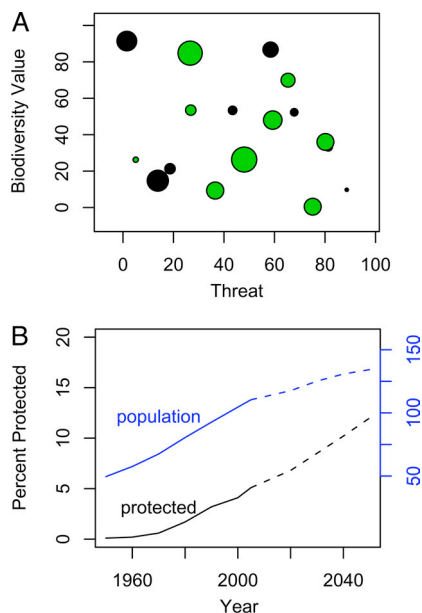 A
Biodiversity Value
0 20 40 60 80
0 20 40 60 80 100
Threat
B
Percent Protected
0 5 10 15 20
population
protected
50 100 150
1960 2000 2040
Year